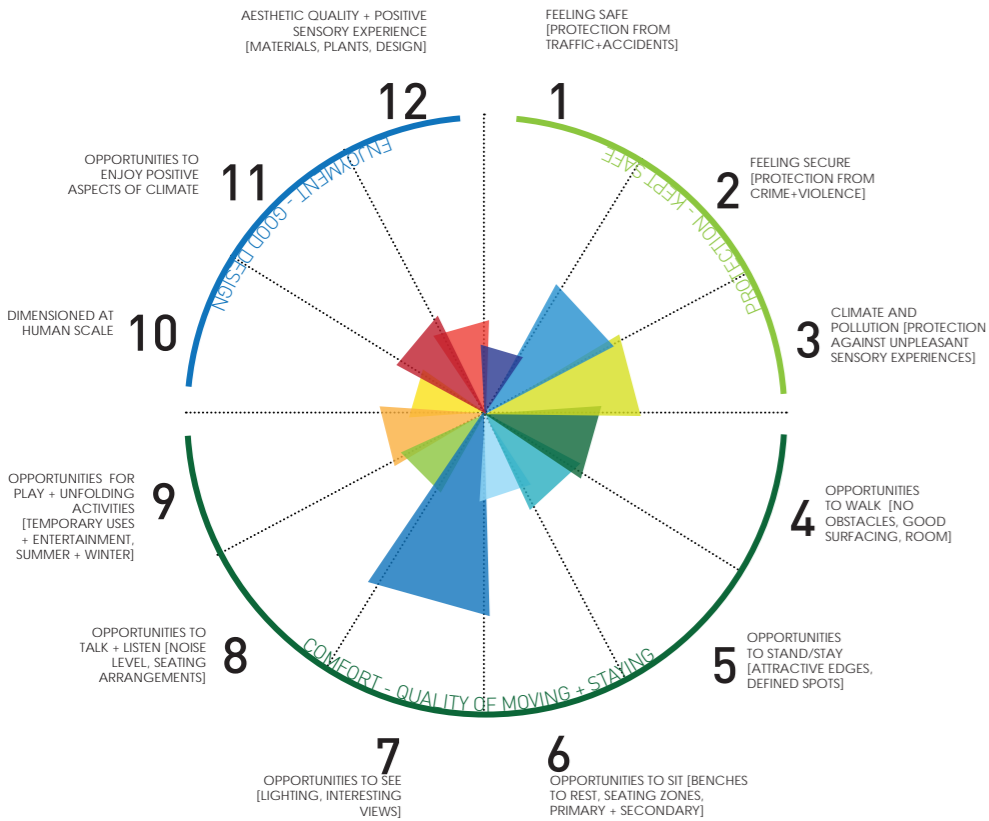 AESTHETIC QUALITY + POSITIVE
SENSORY EXPERIENCE
[MATERIALS, PLANTS, DESIGN]
12
FEELING SAFE
[PROTECTION FROM
TRAFFIC+ACCIDENTS]
1
FEELING SECURE
[PROTECTION FROM
CRIME+VIOLENCE]
2
CLIMATE AND
POLLUTION [PROTECTION
AGAINST UNPLEASANT
SENSORY EXPERIENCES]
3
OPPORTUNITIES
TO WALK [NO
OBSTACLES, GOOD
SURFACING, ROOM]
4
OPPORTUNITIES
TO STAND/STAY
[ATTRACTIVE EDGES,
DEFINED SPOTS]
5
6
OPPORTUNITIES TO SIT [BENCHES
TO REST, SEATING ZONES,
PRIMARY + SECONDARY]
7
OPPORTUNITIES TO SEE
[LIGHTING, INTERESTING
VIEWS]
OPPORTUNITIES TO
TALK + LISTEN [NOISE
LEVEL, SEATING
ARRANGEMENTS]
8
OPPORTUNITIES FOR
PLAY + UNFOLDING
ACTIVITIES
[TEMPORARY USES
+ ENTERTAINMENT,
SUMMER + WINTER]
9
DIMENSIONED AT
HUMAN SCALE
10
OPPORTUNITIES TO
ENJOY POSITIVE
ASPECTS OF CLIMATE
11
ENJOYMENT - GOOD DESIGN
PROTECTION - KEPT SAFE
COMFORT - QUALITY OF MOVING + STAYING